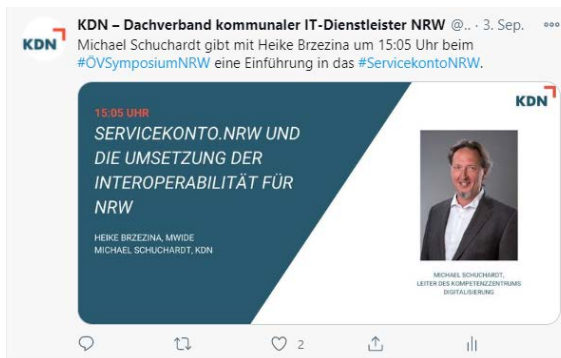 KDN – Dachverband kommunaler IT-Dienstleister NRW @.. · 3. Sep.
KDN
Michael Schuchardt gibt mit Heike Brzezina um 15:05 Uhr beim
#ÖVSymposiumNRW eine Einführung in das #ServicekontoNRW.
KDN
15:05 UHR
SERVICEKONTO.NRW UND
DIE UMSETZUNG DER
INTEROPERABILITÄT FÜR
NRW
HEIKE BRZEZINA, MWIDE
MICHAEL SCHUCHARDT, KDN
MICHAEL SCHUCHARDT,
LEITER DES KOMPETENZZENTRUMS
DIGITALISIERUNG
2